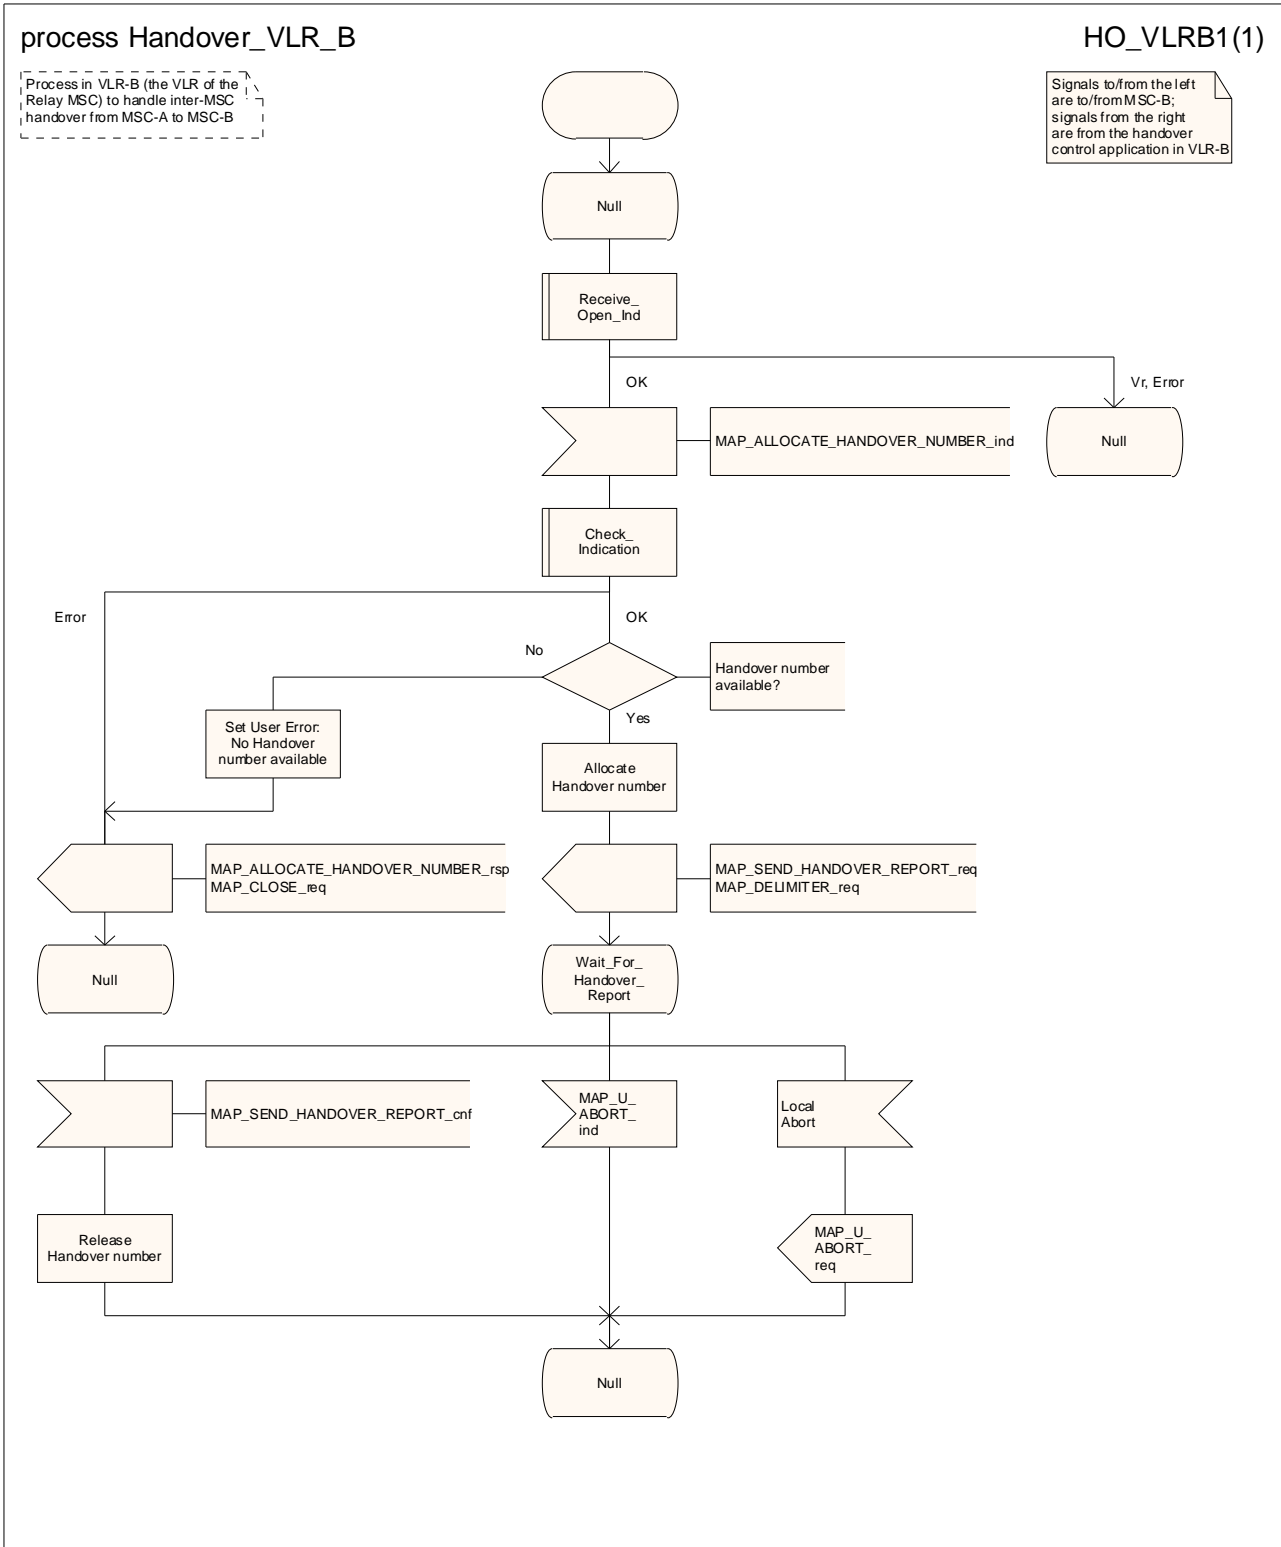 process Handover_VLR_B
HO_VLRB1(1)
Process in VLR-B (the VLR of the
Relay MSC) to handle inter-MSC
handover from MSC-A to MSC-B
Signals to/from the left
are to/from MSC-B;
signals from the right
are from the handover
control application in VLR-B
Null
Receive_
Open_Ind
OK
Vr, Error
MAP_ALLOCATE_HANDOVER_NUMBER_ind
Null
Check_
Indication
Error
OK
No
Handover number
available?
Yes
Set User Error:
No Handover
number available
Allocate
Handover number
MAP_ALLOCATE_HANDOVER_NUMBER_rsp
MAP_CLOSE_req
MAP_SEND_HANDOVER_REPORT_req
MAP_DELIMITER_req
Null
Wait_For_
Handover_
Report
MAP_SEND_HANDOVER_REPORT_cnf
MAP_U_
ABORT_
ind
Local
Abort
Release
Handover number
MAP_U_
ABORT_
req
Null